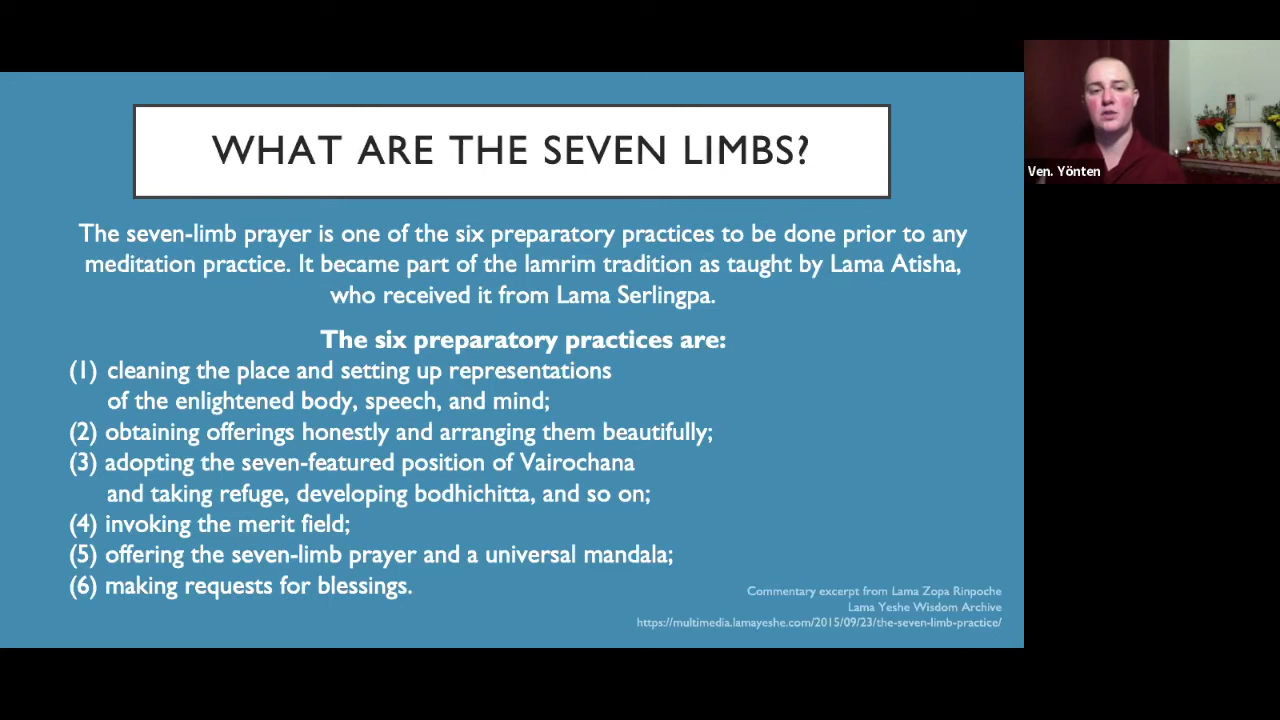 WHAT ARE THE SEVEN LIMBS?
The seven-limb prayer is one of the six preparatory practices to be done prior to any
meditation practice. It became part of the lamrim tradition as taught by Lama Atisha,
who received it from Lama Serlingpa.
The six preparatory practices are:
(1) cleaning the place and setting up representations
of the enlightened body, speech, and mind;
(2) obtaining offerings honestly and arranging them beautifully;
(3) adopting the seven-featured position of Vairochana
and taking refuge, developing bodhichitta, and so on;
(4) invoking the merit field;
(5) offering the seven-limb prayer and a universal mandala;
(6) making requests for blessings.
Commentary excerpt from Lama Zopa Rinpoche
Lama Yeshe Wisdom Archive
https://multimedia.lamayeshe.com/2015/09/23/the-seven-limb-practice/
Ven. Yönten